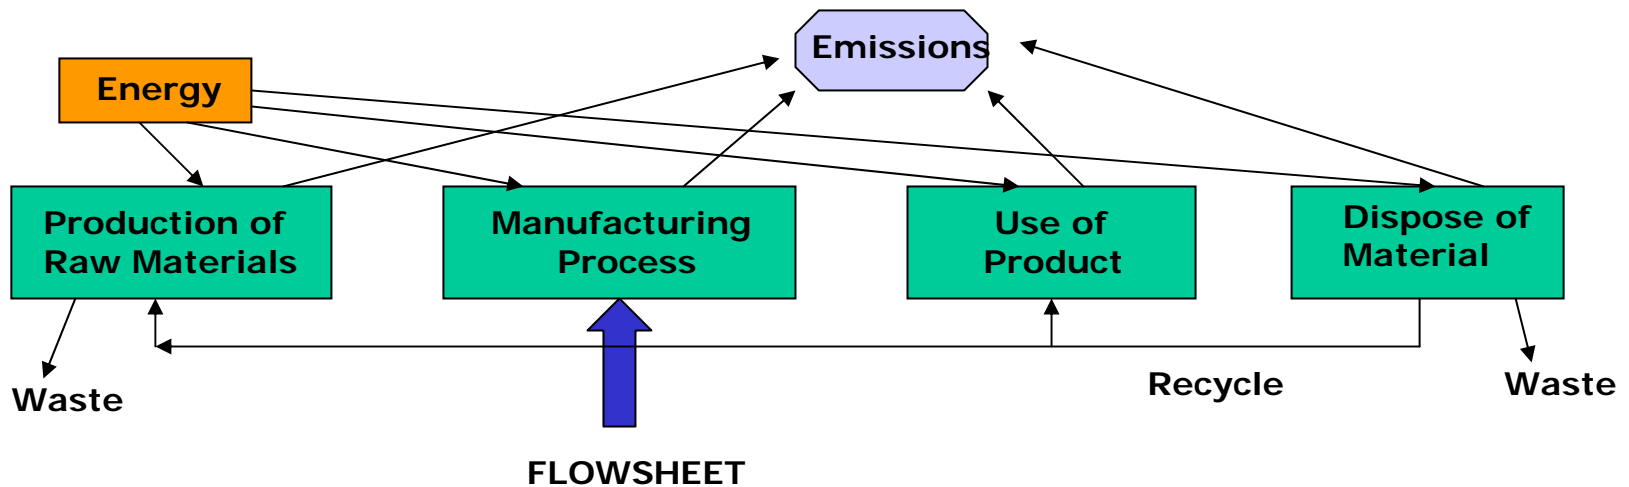 Emissions
Energy
Production of
Raw Materials
Manufacturing
Process
Use of
Product
Dispose of
Material
Waste
Recycle
Waste
FLOWSHEET